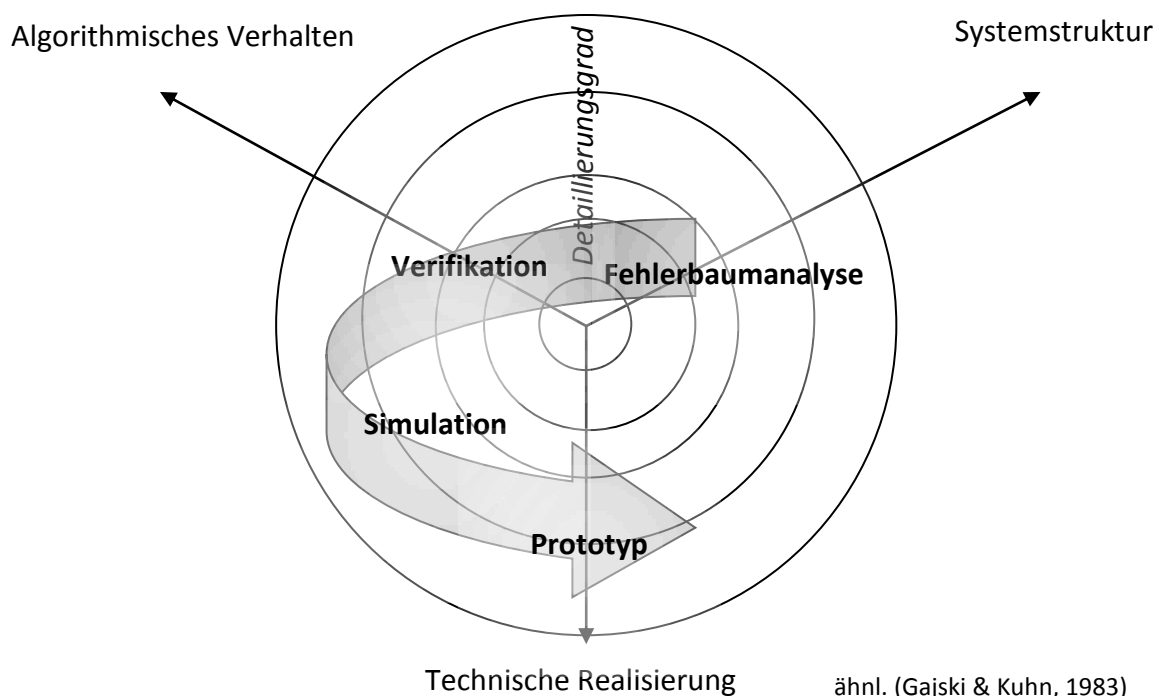 Algorithmisches Verhalten
Systemstruktur
Detaillierungsgrad
Verifikation
Fehlerbaumanalyse
Simulation
Prototyp
Technische Realisierung
ähnl. (Gajski & Kuhn, 1983)